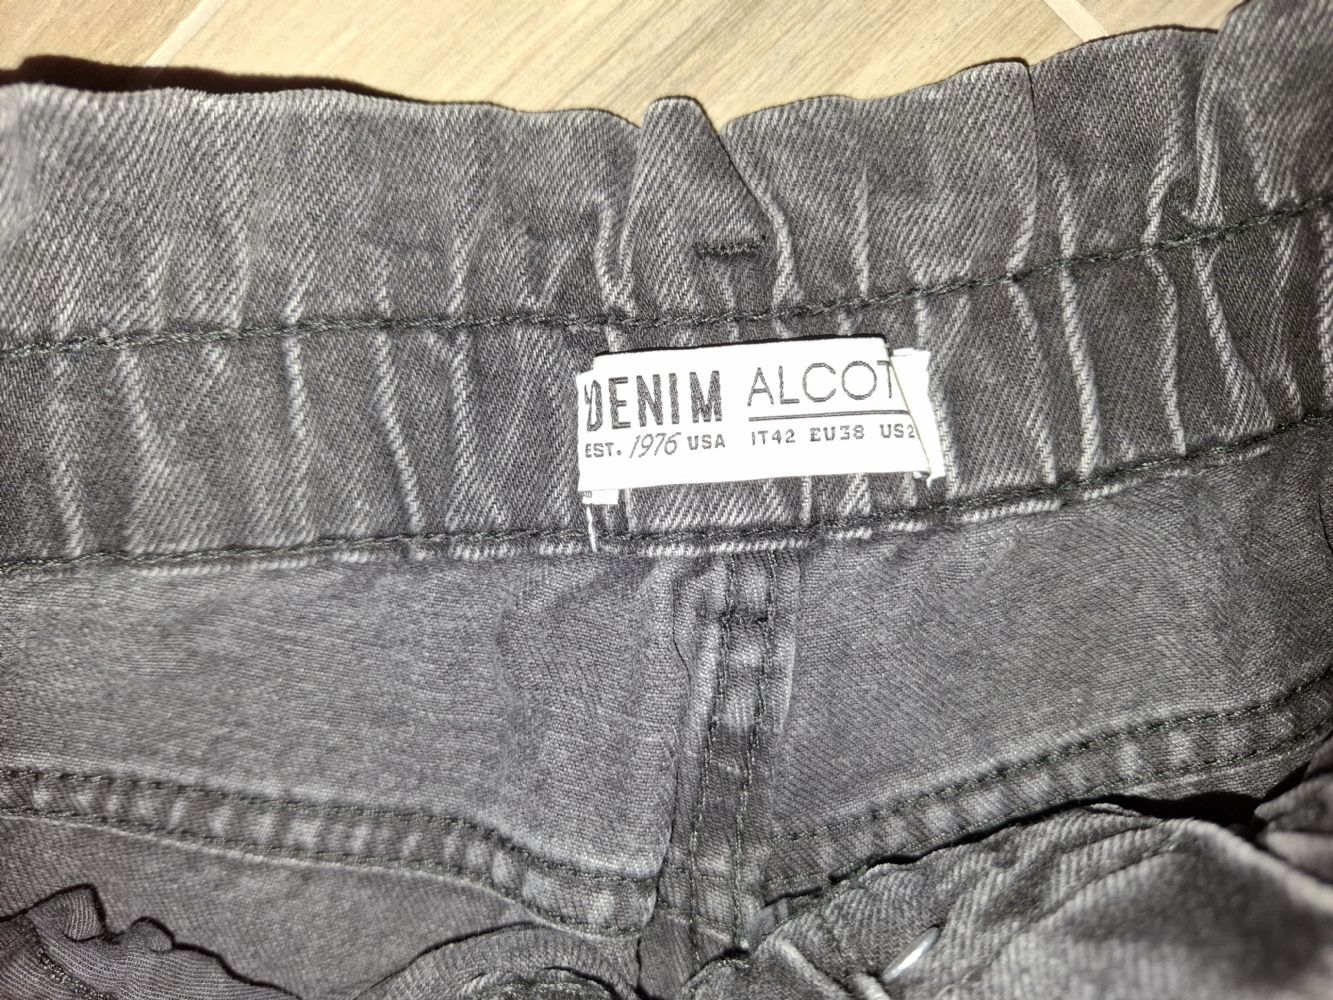 DENIM ALCOT
EST. 1976 USA IT42 EU38 US2